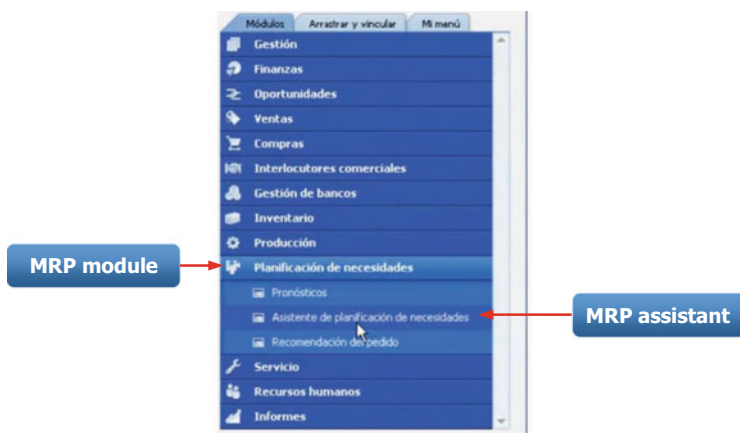 Módulos Arrastrar y vincular Mi menú
Gestión
Finanzas
Oportunidades
Ventas
Compras
Interlocutores comerciales
Gestión de bancos
Inventario
Producción
MRP module
Planificación de necesidades
Pronósticos
Asistente de planificación de necesidades
MRP assistant
Recomendación del pedido
Servicio
Recursos humanos
Informes